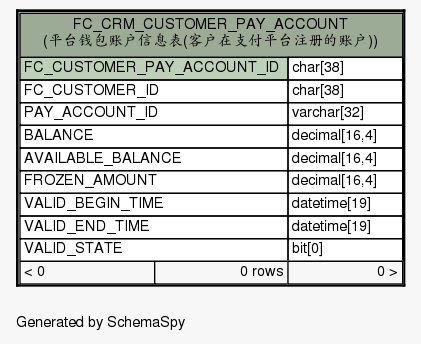 FC_CRM_CUSTOMER_PAY_ACCOUNT
(平台钱包账户信息表(客户在支付平台注册的账户))
FC_CUSTOMER_PAY_ACCOUNT_ID char[38]
FC_CUSTOMER_ID char[38]
PAY_ACCOUNT_ID varchar[32]
BALANCE decimal[16,4]
AVAILABLE_BALANCE decimal[16,4]
FROZEN_AMOUNT decimal[16,4]
VALID_BEGIN_TIME datetime[19]
VALID_END_TIME datetime[19]
VALID_STATE bit[0]
< 0 0 rows 0 >
Generated by SchemaSpy